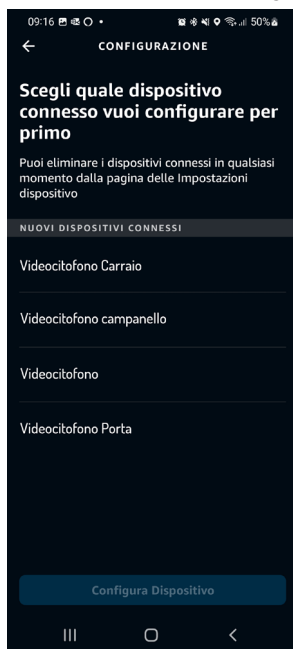 09:16 50%
CONFIGURAZIONE
Scegli quale dispositivo
connesso vuoi configurare per
primo
Puoi eliminare i dispositivi connessi in qualsiasi
momento dalla pagina delle Impostazioni
dispositivo
NUOVI DISPOSITIVI CONNESSI
Videocitofono Carraio
Videocitofono campanello
Videocitofono
Videocitofono Porta
Configura Dispositivo